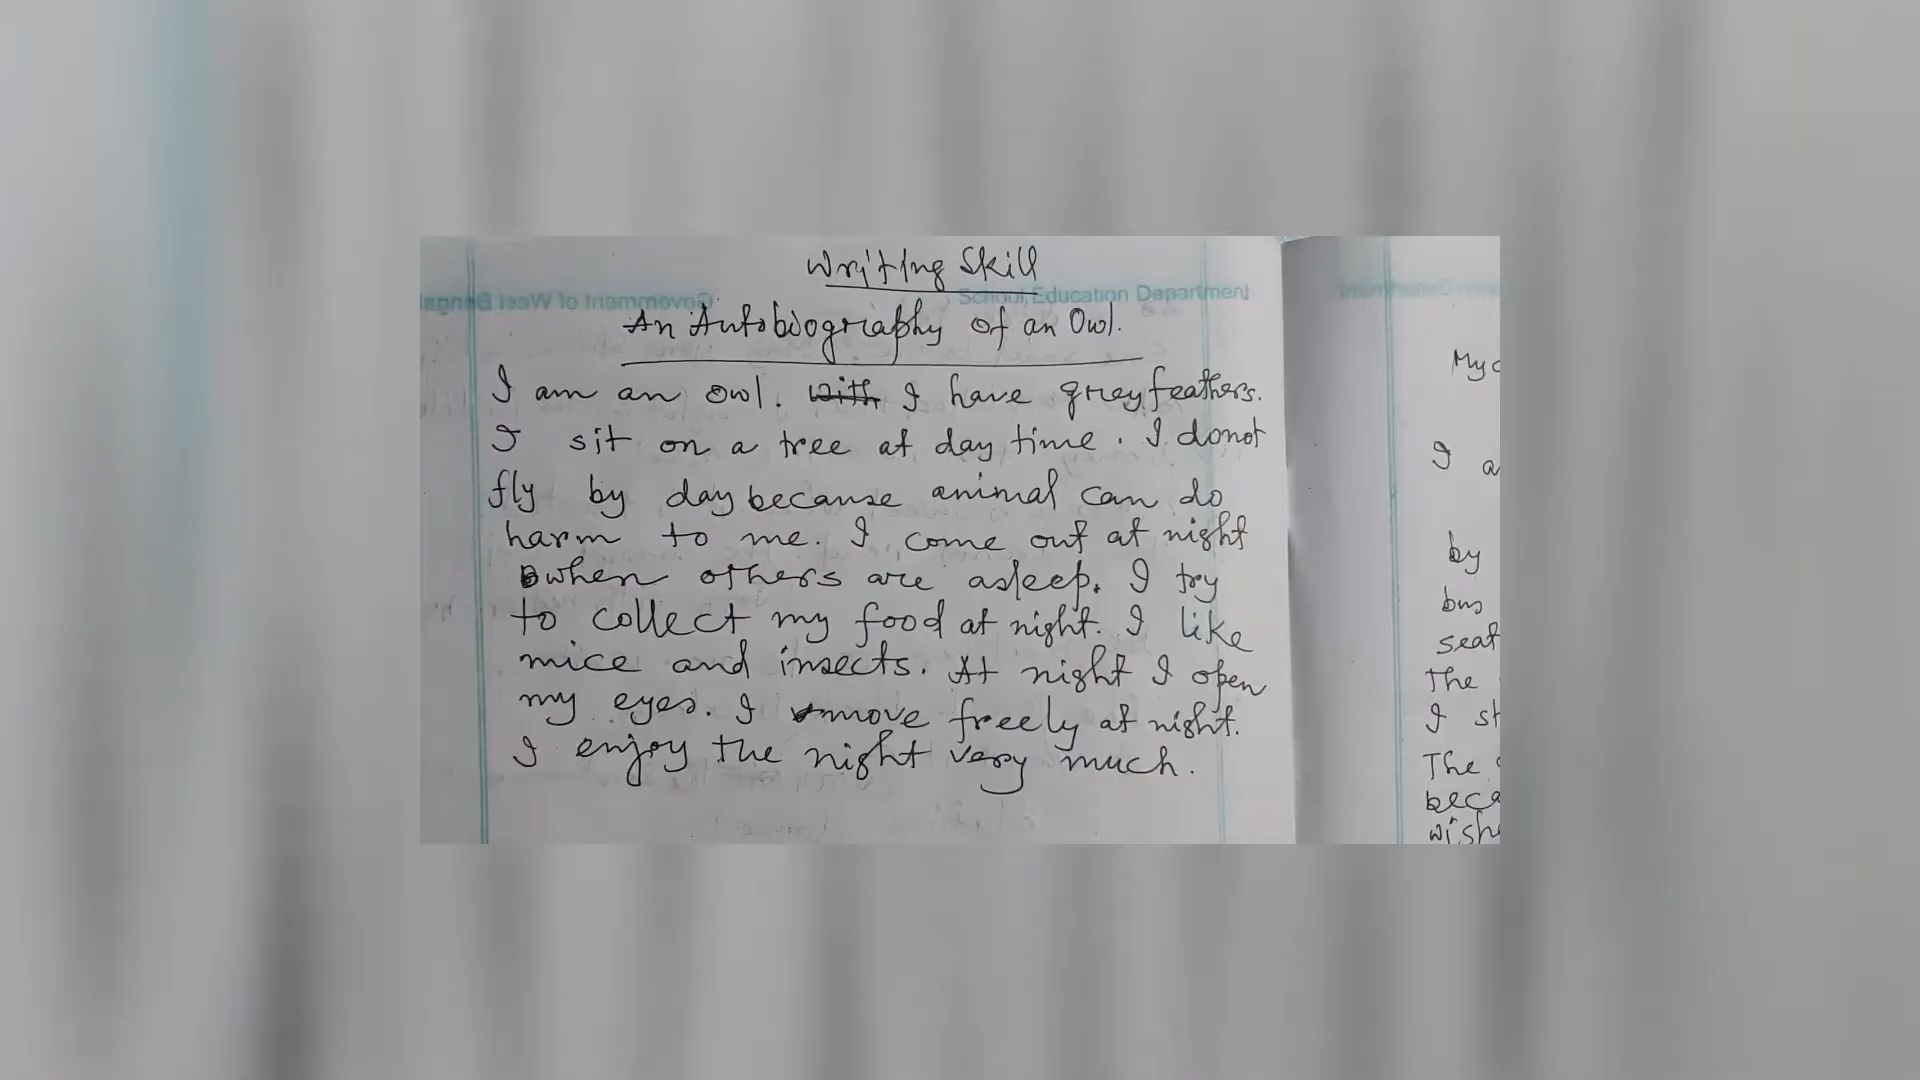 Writing Skill
School Education Department
Government of West Bengal
An Autobiography of an Owl.
I am an owl. with I have grey feathers.
I sit on a tree at day time. I donot
fly by day because animal can do
harm to me. I come out at night
when others are asleep. I try
to collect my food at night. I like
mice and insects. At night I open
my eyes. I move freely at night.
I enjoy the night very much.
My
I a
by
bus
seat
The
I st
The
beca
wish